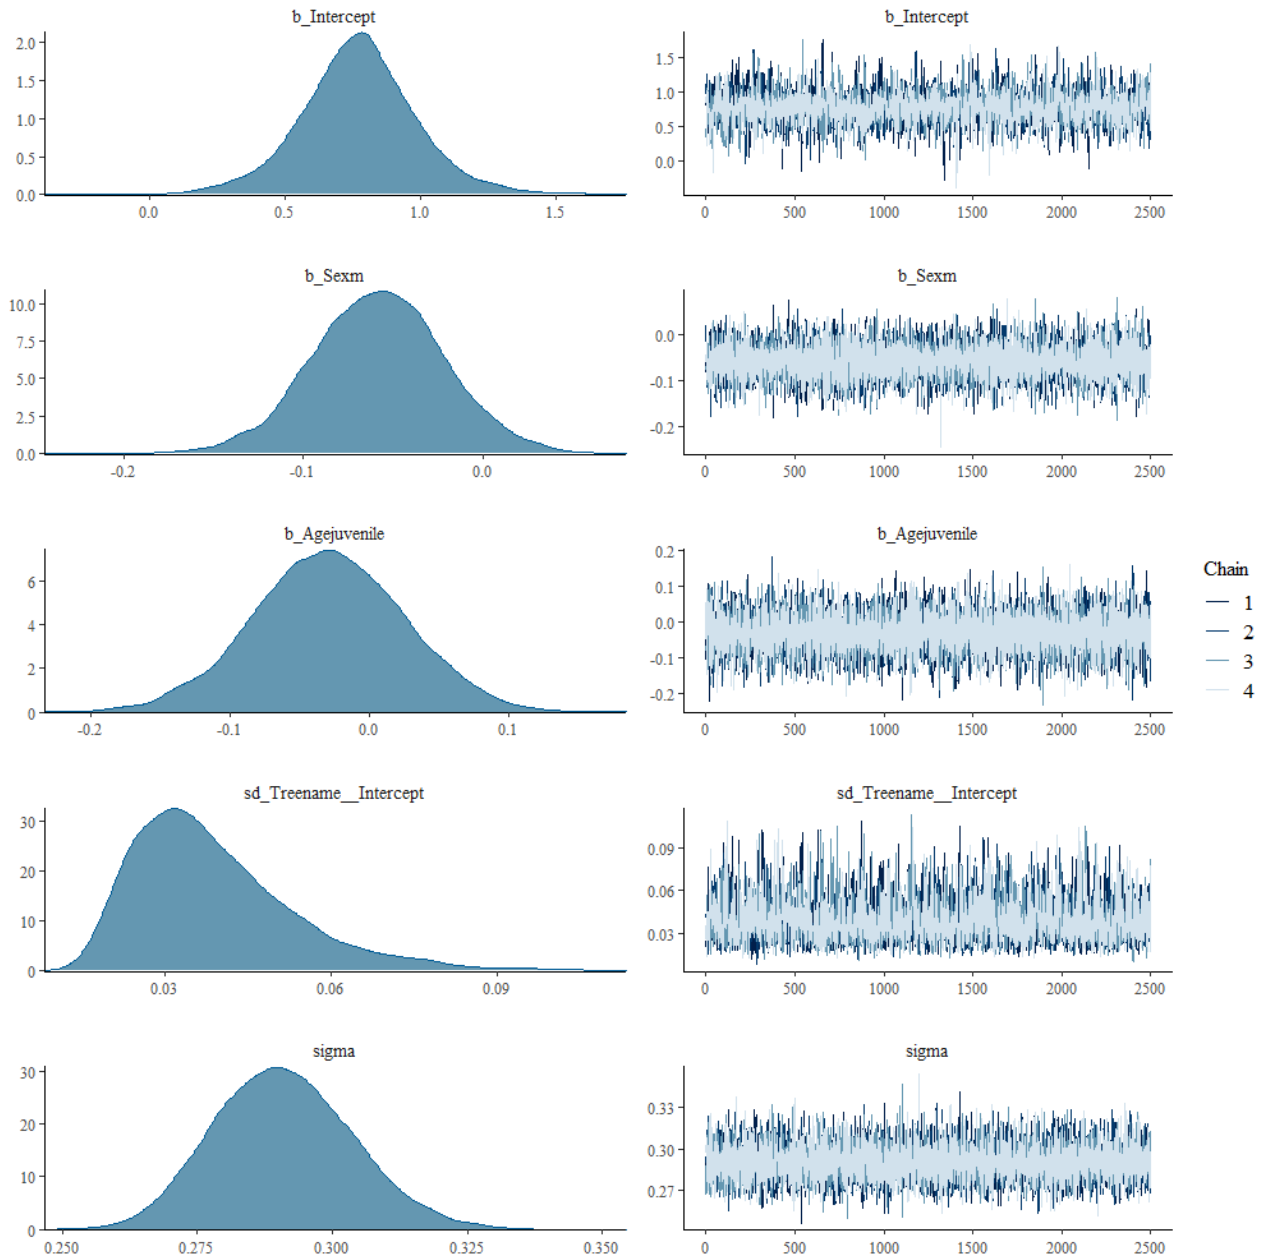 b_Intercept
2.0
1.5
1.0
0.5
0.0
0.0 0.5 1.0 1.5
b_Intercept
1.5
1.0
0.5
0.0
0 500 1000 1500 2000 2500
b_Sexm
10.0
7.5
5.0
2.5
0.0
-0.2 -0.1 0.0
b_Sexm
0.0
-0.1
-0.2
0 500 1000 1500 2000 2500
b_Agejuvenile
6
4
2
0
-0.2 -0.1 0.0 0.1
b_Agejuvenile
0.2
0.1
0.0
-0.1
-0.2
0 500 1000 1500 2000 2500
Chain
1
2
3
4
sd_Treename__Intercept
30
20
10
0
0.03 0.06 0.09
sd_Treename__Intercept
0.09
0.06
0.03
0 500 1000 1500 2000 2500
sigma
30
20
10
0
0.250 0.275 0.300 0.325 0.350
sigma
0.33
0.30
0.27
0 500 1000 1500 2000 2500